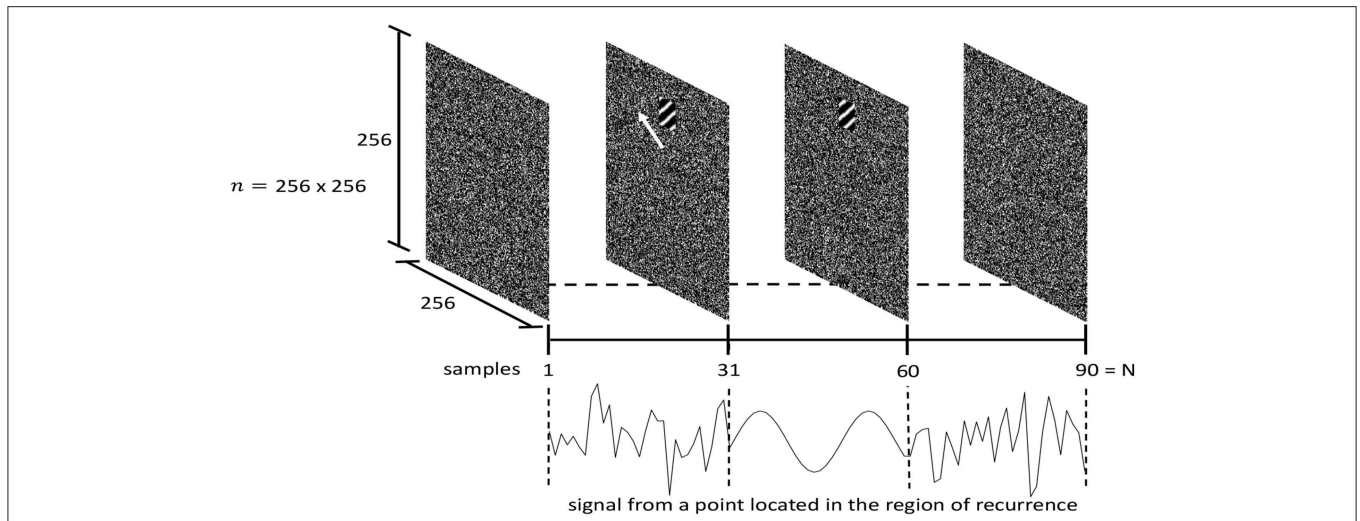 256
n = 256 x 256
256
samples 1 31 60 90 = N
signal from a point located in the region of recurrence